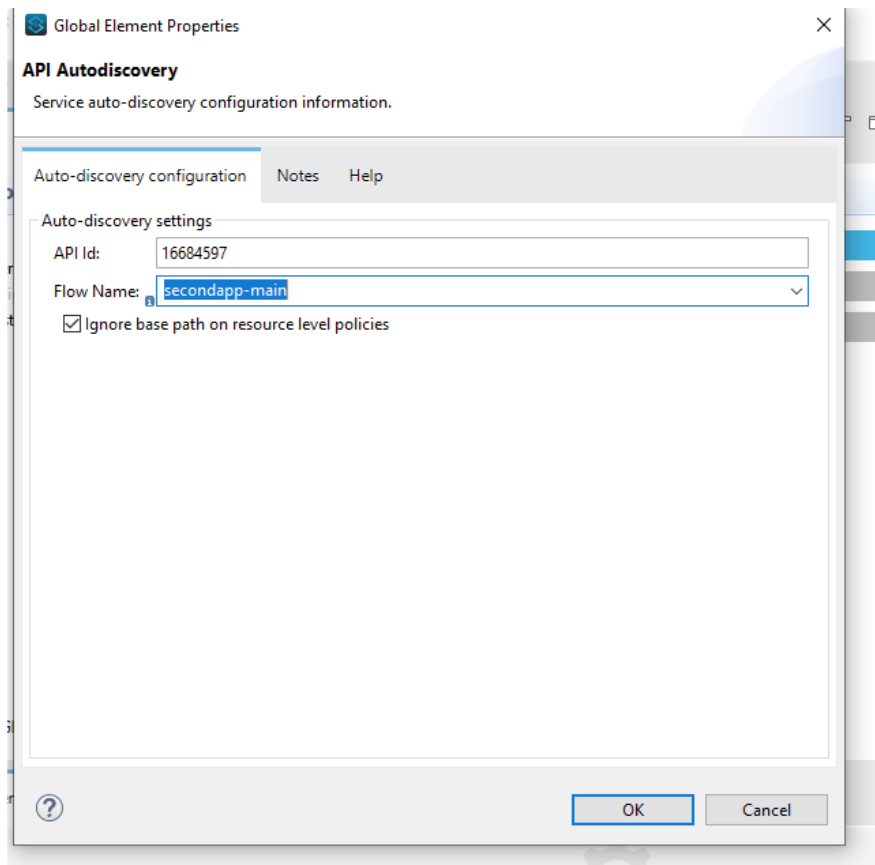 Global Element Properties
API Autodiscovery
Service auto-discovery configuration information.
Auto-discovery configuration Notes Help
Auto-discovery settings
API Id: 16684597
Flow Name: secondapp-main
Ignore base path on resource level policies
OK Cancel